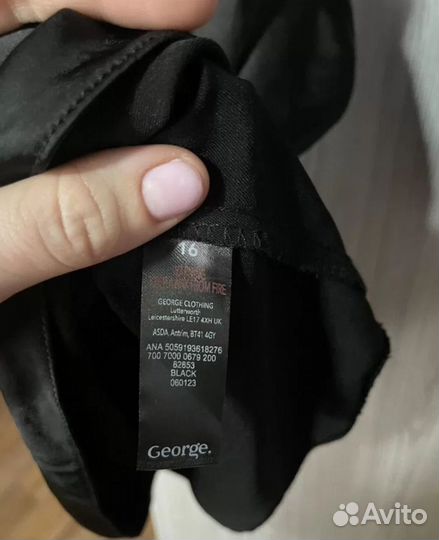 16
KEEP AWAY FROM FIRE
GEORGE CLOTHING
Lutterworth
Leicestershire LE17 4XH UK
ASDA, Antrim, BT41 4GY
ANA 5059193618276
700 7000 0679 200
82653
BLACK
060123
George.
Avito